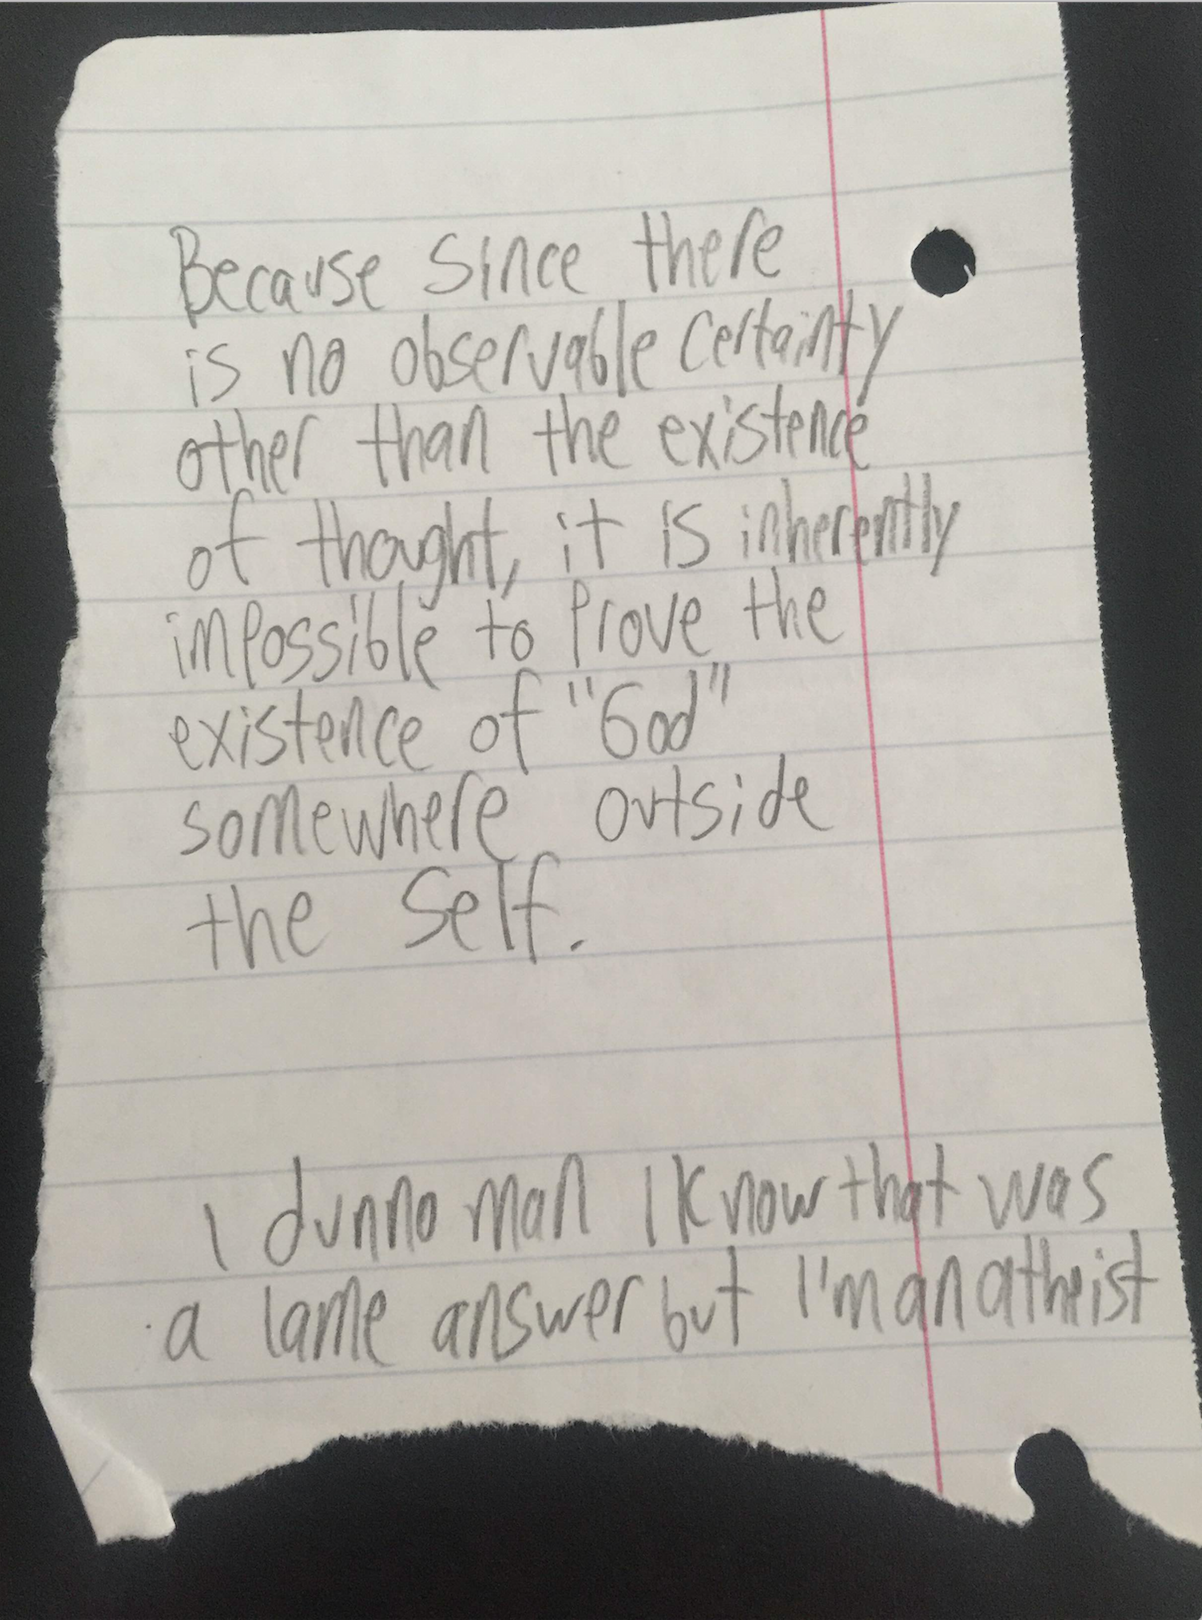 Because since there
is no observable certainty
other than the existence
of thought, it is inherently
impossible to prove the
existence of "God"
somewhere outside
the self.
I dunno man I know that was
a lame answer but I'm an atheist